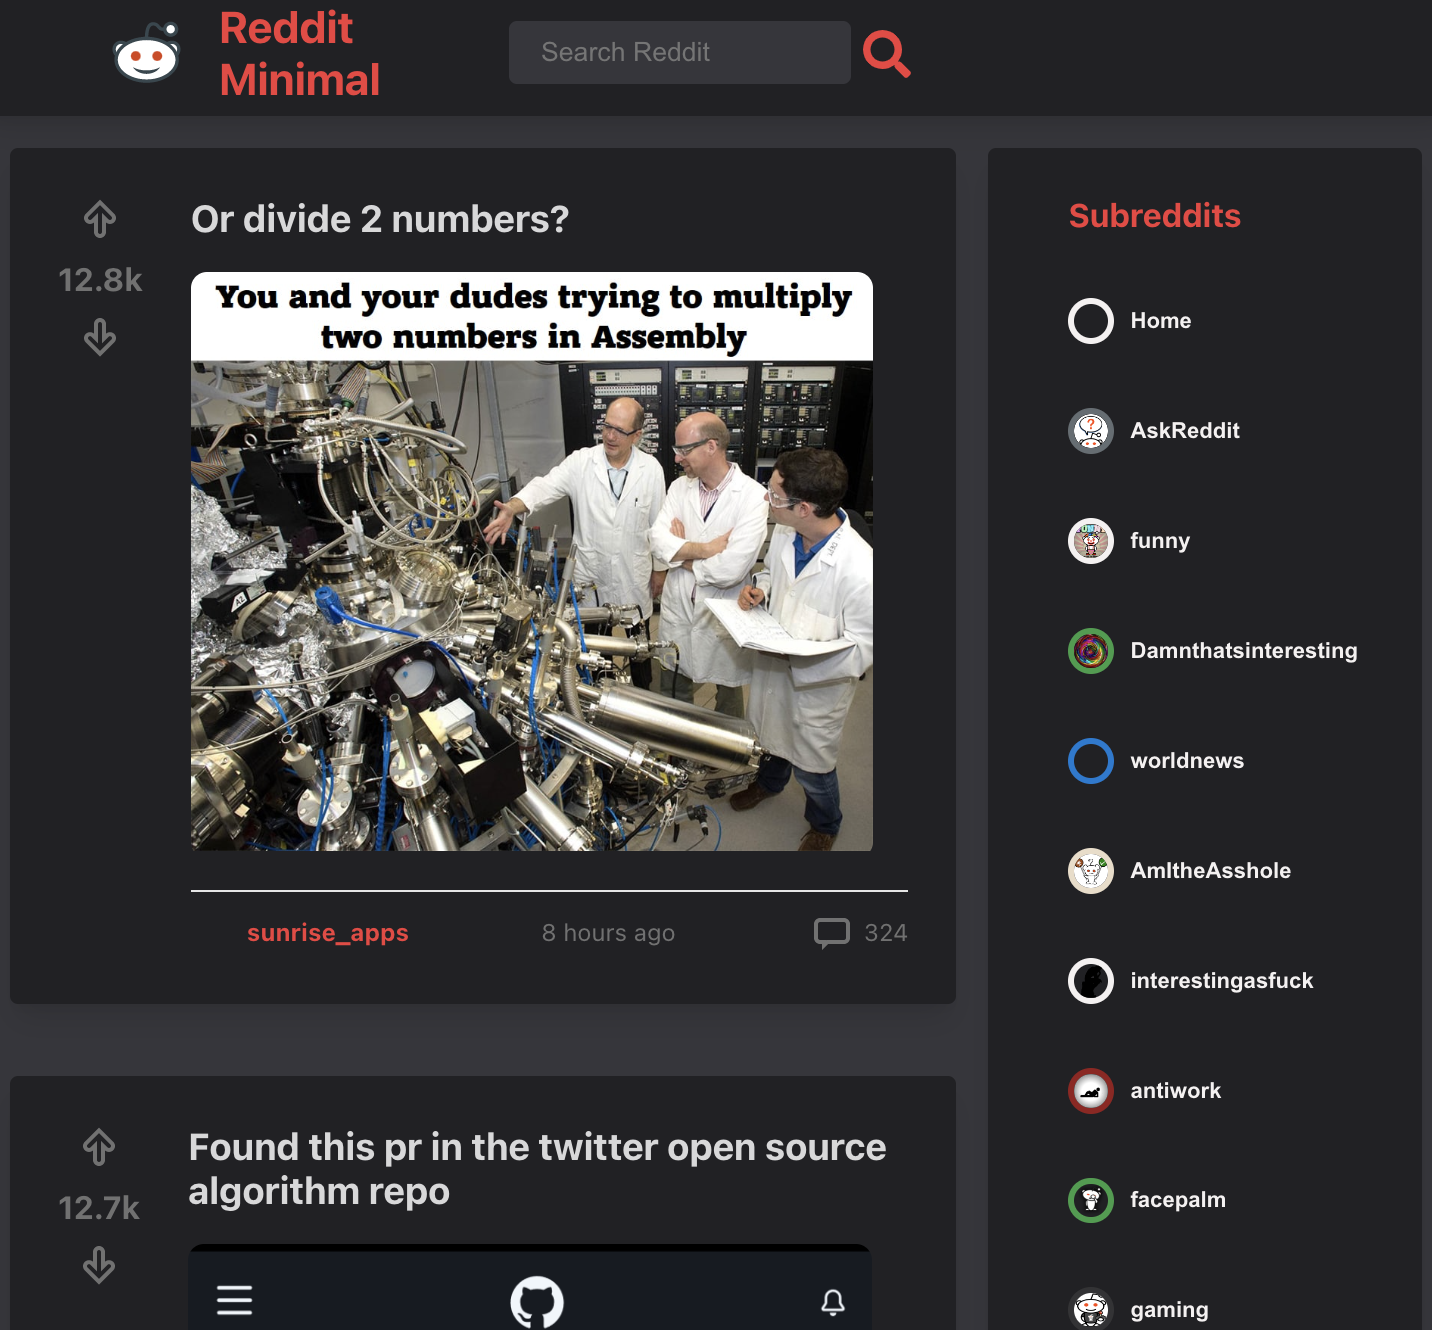 Reddit
Minimal
Search Reddit
Or divide 2 numbers?
12.8k
You and your dudes trying to multiply
two numbers in Assembly
sunrise_apps
8 hours ago
324
Found this pr in the twitter open source
algorithm repo
12.7k
Subreddits
Home
AskReddit
funny
Damnthatsinteresting
worldnews
AmItheAsshole
interestingasfuck
antiwork
facepalm
gaming